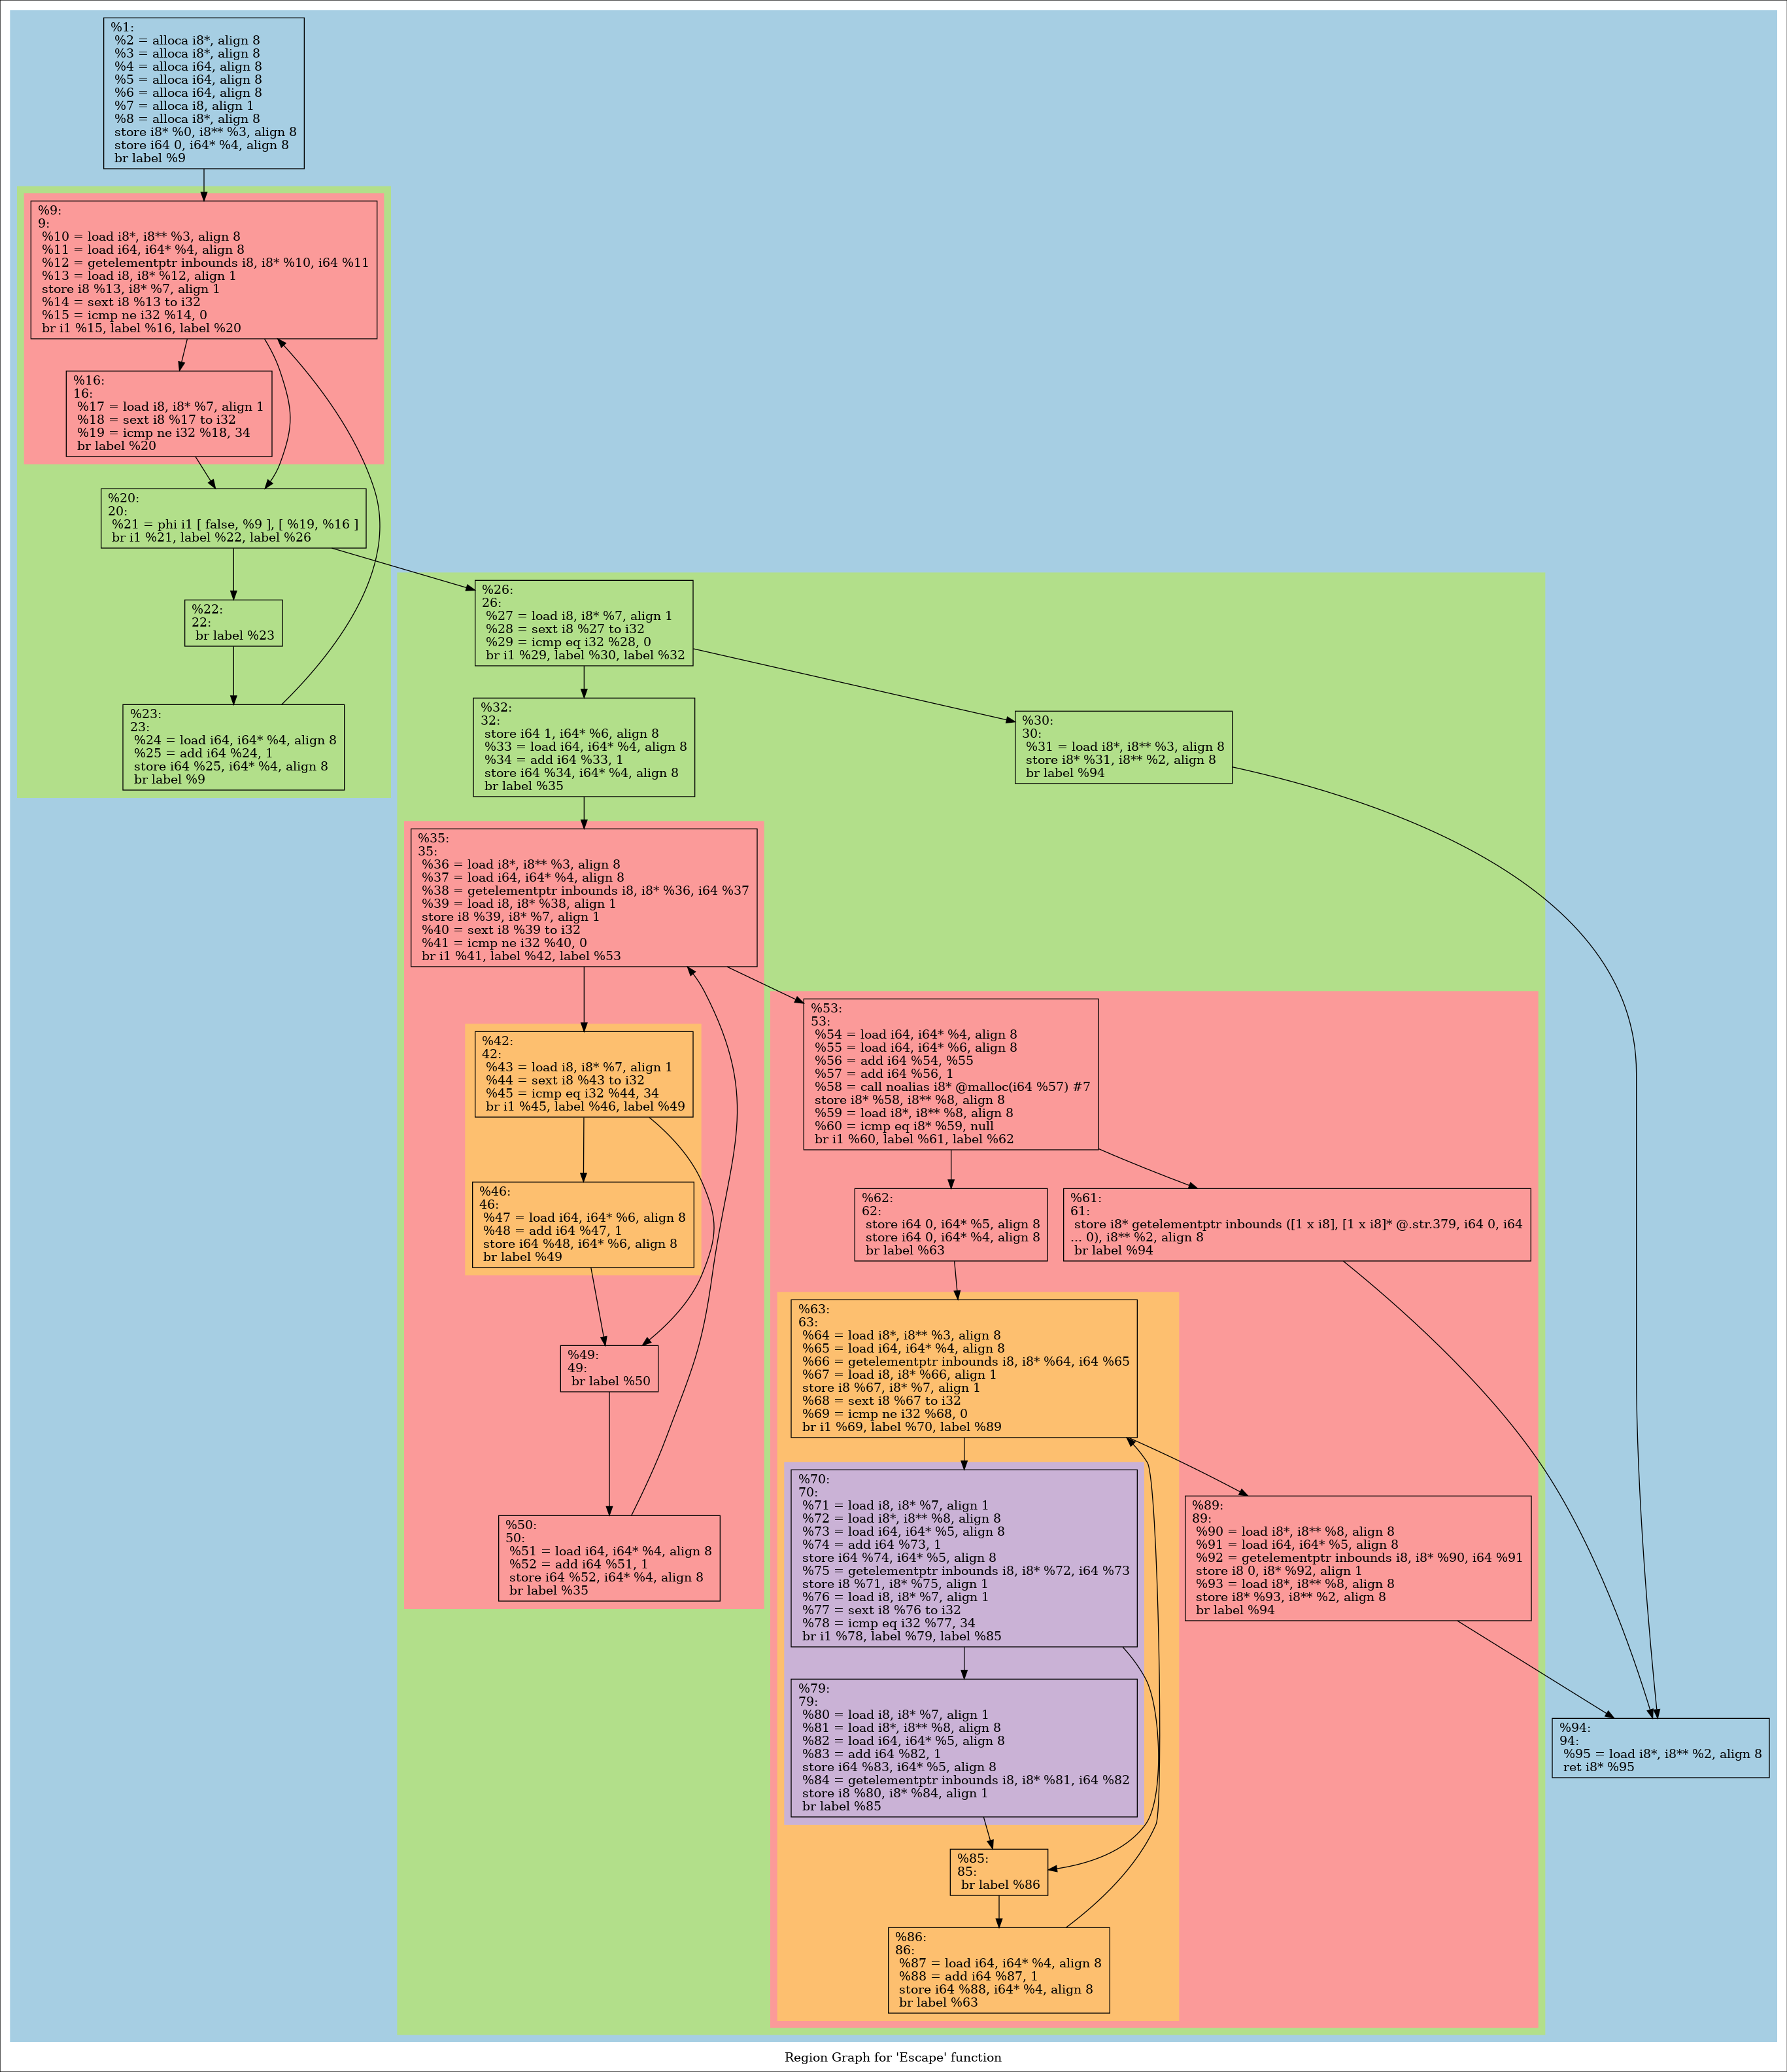 %1:
%2 = alloca i8*, align 8
%3 = alloca i8*, align 8
%4 = alloca i64, align 8
%5 = alloca i64, align 8
%6 = alloca i64, align 8
%7 = alloca i8, align 1
%8 = alloca i8*, align 8
store i8* %0, i8** %3, align 8
store i64 0, i64* %4, align 8
br label %9
%9:
9:
%10 = load i8*, i8** %3, align 8
%11 = load i64, i64* %4, align 8
%12 = getelementptr inbounds i8, i8* %10, i64 %11
%13 = load i8, i8* %12, align 1
store i8 %13, i8* %7, align 1
%14 = sext i8 %13 to i32
%15 = icmp ne i32 %14, 0
br i1 %15, label %16, label %20
%16:
16:
%17 = load i8, i8* %7, align 1
%18 = sext i8 %17 to i32
%19 = icmp ne i32 %18, 34
br label %20
%20:
20:
%21 = phi i1 [ false, %9 ], [ %19, %16 ]
br i1 %21, label %22, label %26
%22:
22:
br label %23
%23:
23:
%24 = load i64, i64* %4, align 8
%25 = add i64 %24, 1
store i64 %25, i64* %4, align 8
br label %9
%26:
26:
%27 = load i8, i8* %7, align 1
%28 = sext i8 %27 to i32
%29 = icmp eq i32 %28, 0
br i1 %29, label %30, label %32
%32:
32:
store i64 1, i64* %6, align 8
%33 = load i64, i64* %4, align 8
%34 = add i64 %33, 1
store i64 %34, i64* %4, align 8
br label %35
%30:
30:
%31 = load i8*, i8** %3, align 8
store i8* %31, i8** %2, align 8
br label %94
%35:
35:
%36 = load i8*, i8** %3, align 8
%37 = load i64, i64* %4, align 8
%38 = getelementptr inbounds i8, i8* %36, i64 %37
%39 = load i8, i8* %38, align 1
store i8 %39, i8* %7, align 1
%40 = sext i8 %39 to i32
%41 = icmp ne i32 %40, 0
br i1 %41, label %42, label %53
%42:
42:
%43 = load i8, i8* %7, align 1
%44 = sext i8 %43 to i32
%45 = icmp eq i32 %44, 34
br i1 %45, label %46, label %49
%46:
46:
%47 = load i64, i64* %6, align 8
%48 = add i64 %47, 1
store i64 %48, i64* %6, align 8
br label %49
%49:
49:
br label %50
%50:
50:
%51 = load i64, i64* %4, align 8
%52 = add i64 %51, 1
store i64 %52, i64* %4, align 8
br label %35
%53:
53:
%54 = load i64, i64* %4, align 8
%55 = load i64, i64* %6, align 8
%56 = add i64 %54, %55
%57 = add i64 %56, 1
%58 = call noalias i8* @malloc(i64 %57) #7
store i8* %58, i8** %8, align 8
%59 = load i8*, i8** %8, align 8
%60 = icmp eq i8* %59, null
br i1 %60, label %61, label %62
%62:
62:
store i64 0, i64* %5, align 8
store i64 0, i64* %4, align 8
br label %63
%61:
61:
store i8* getelementptr inbounds ([1 x i8], [1 x i8]* @.str.379, i64 0, i64
... 0), i8** %2, align 8
br label %94
%63:
63:
%64 = load i8*, i8** %3, align 8
%65 = load i64, i64* %4, align 8
%66 = getelementptr inbounds i8, i8* %64, i64 %65
%67 = load i8, i8* %66, align 1
store i8 %67, i8* %7, align 1
%68 = sext i8 %67 to i32
%69 = icmp ne i32 %68, 0
br i1 %69, label %70, label %89
%70:
70:
%71 = load i8, i8* %7, align 1
%72 = load i8*, i8** %8, align 8
%73 = load i64, i64* %5, align 8
%74 = add i64 %73, 1
store i64 %74, i64* %5, align 8
%75 = getelementptr inbounds i8, i8* %72, i64 %73
store i8 %71, i8* %75, align 1
%76 = load i8, i8* %7, align 1
%77 = sext i8 %76 to i32
%78 = icmp eq i32 %77, 34
br i1 %78, label %79, label %85
%79:
79:
%80 = load i8, i8* %7, align 1
%81 = load i8*, i8** %8, align 8
%82 = load i64, i64* %5, align 8
%83 = add i64 %82, 1
store i64 %83, i64* %5, align 8
%84 = getelementptr inbounds i8, i8* %81, i64 %82
store i8 %80, i8* %84, align 1
br label %85
%85:
85:
br label %86
%86:
86:
%87 = load i64, i64* %4, align 8
%88 = add i64 %87, 1
store i64 %88, i64* %4, align 8
br label %63
%89:
89:
%90 = load i8*, i8** %8, align 8
%91 = load i64, i64* %5, align 8
%92 = getelementptr inbounds i8, i8* %90, i64 %91
store i8 0, i8* %92, align 1
%93 = load i8*, i8** %8, align 8
store i8* %93, i8** %2, align 8
br label %94
%94:
94:
%95 = load i8*, i8** %2, align 8
ret i8* %95
Region Graph for 'Escape' function